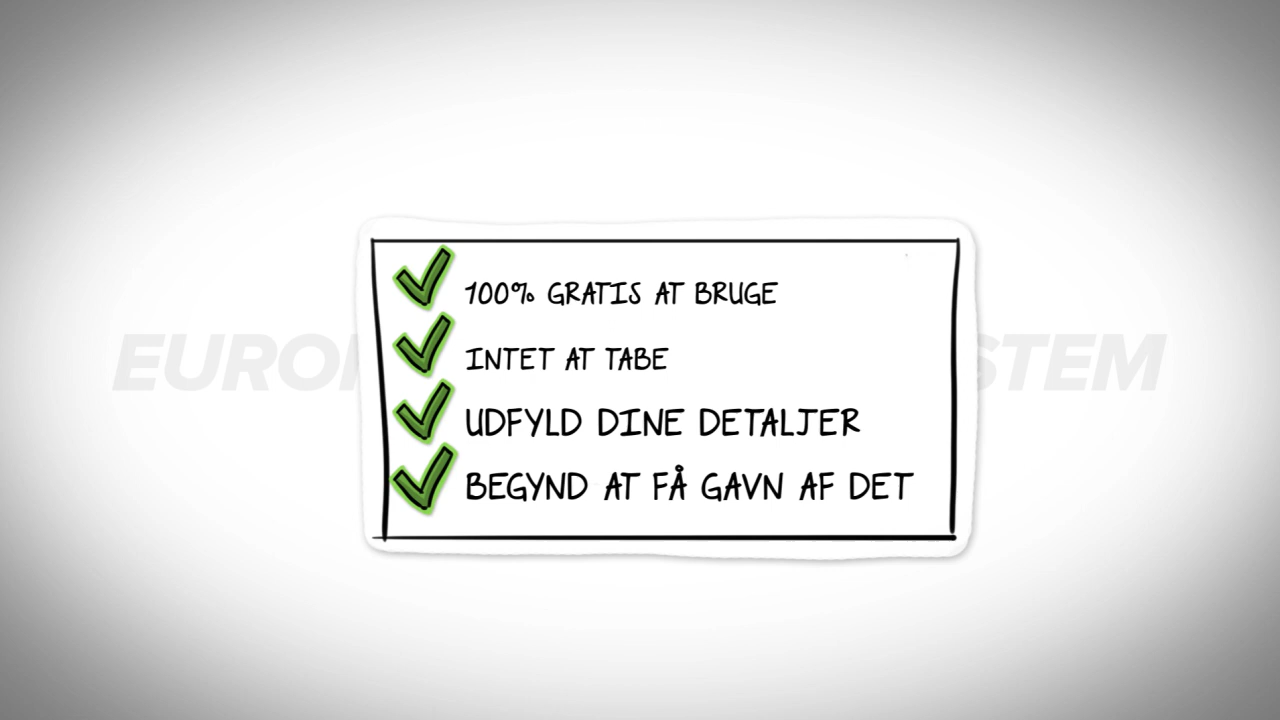 100% GRATIS AT BRUGE
INTET AT TABE
UDFYLD DINE DETALJER
BEGYND AT FÅ GAVN AF DET